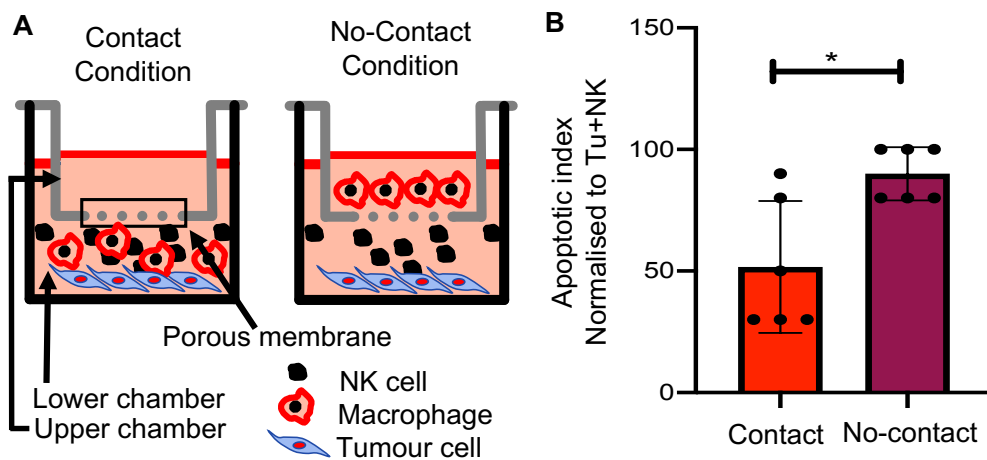 A
Contact
Condition
No-Contact
Condition
Porous membrane
Lower chamber
Upper chamber
NK cell
Macrophage
Tumour cell
B
Apoptotic index
Normalised to Tu+NK
150
100
50
0
*
Contact
No-contact